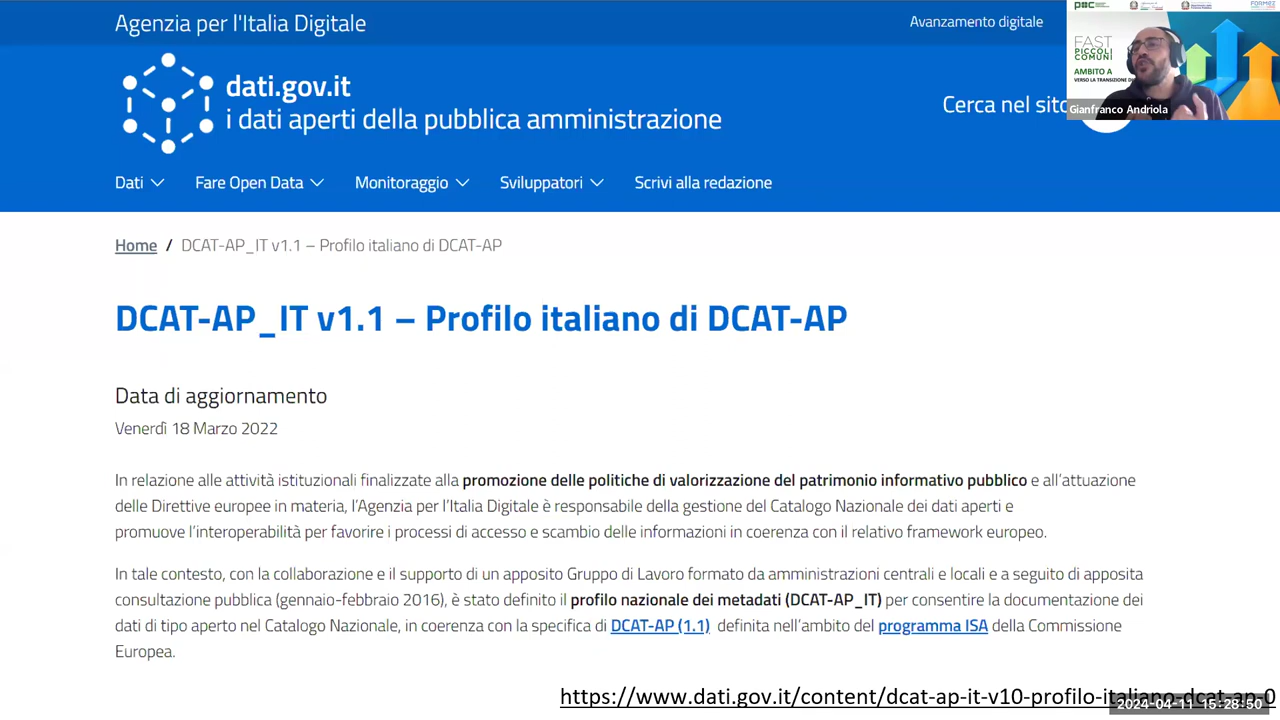 Agenzia per l'Italia Digitale
Avanzamento digitale
dati.gov.it
i dati aperti della pubblica amministrazione
Cerca nel sito
FAST
PICCOLI
COMUNI
AMBITO A
VERSO LA TRANSIZIONE
Gianfranco Andriola
Dati
Fare Open Data
Monitoraggio
Sviluppatori
Scrivi alla redazione
Home / DCAT-AP_IT v1.1 – Profilo italiano di DCAT-AP
DCAT-AP_IT v1.1 – Profilo italiano di DCAT-AP
Data di aggiornamento
Venerdì 18 Marzo 2022
In relazione alle attività istituzionali finalizzate alla promozione delle politiche di valorizzazione del patrimonio informativo pubblico e all’attuazione
delle Direttive europee in materia, l’Agenzia per l’Italia Digitale è responsabile della gestione del Catalogo Nazionale dei dati aperti e
promuove l’interoperabilità per favorire i processi di accesso e scambio delle informazioni in coerenza con il relativo framework europeo.
In tale contesto, con la collaborazione e il supporto di un apposito Gruppo di Lavoro formato da amministrazioni centrali e locali e a seguito di apposita
consultazione pubblica (gennaio-febbraio 2016), è stato definito il profilo nazionale dei metadati (DCAT-AP_IT) per consentire la documentazione dei
dati di tipo aperto nel Catalogo Nazionale, in coerenza con la specifica di DCAT-AP (1.1) definita nell’ambito del programma ISA della Commissione
Europea.
https://www.dati.gov.it/content/dcat-ap-it-v10-profilo-italiano-dcat-ap-0
2024-04-11 15:28:50